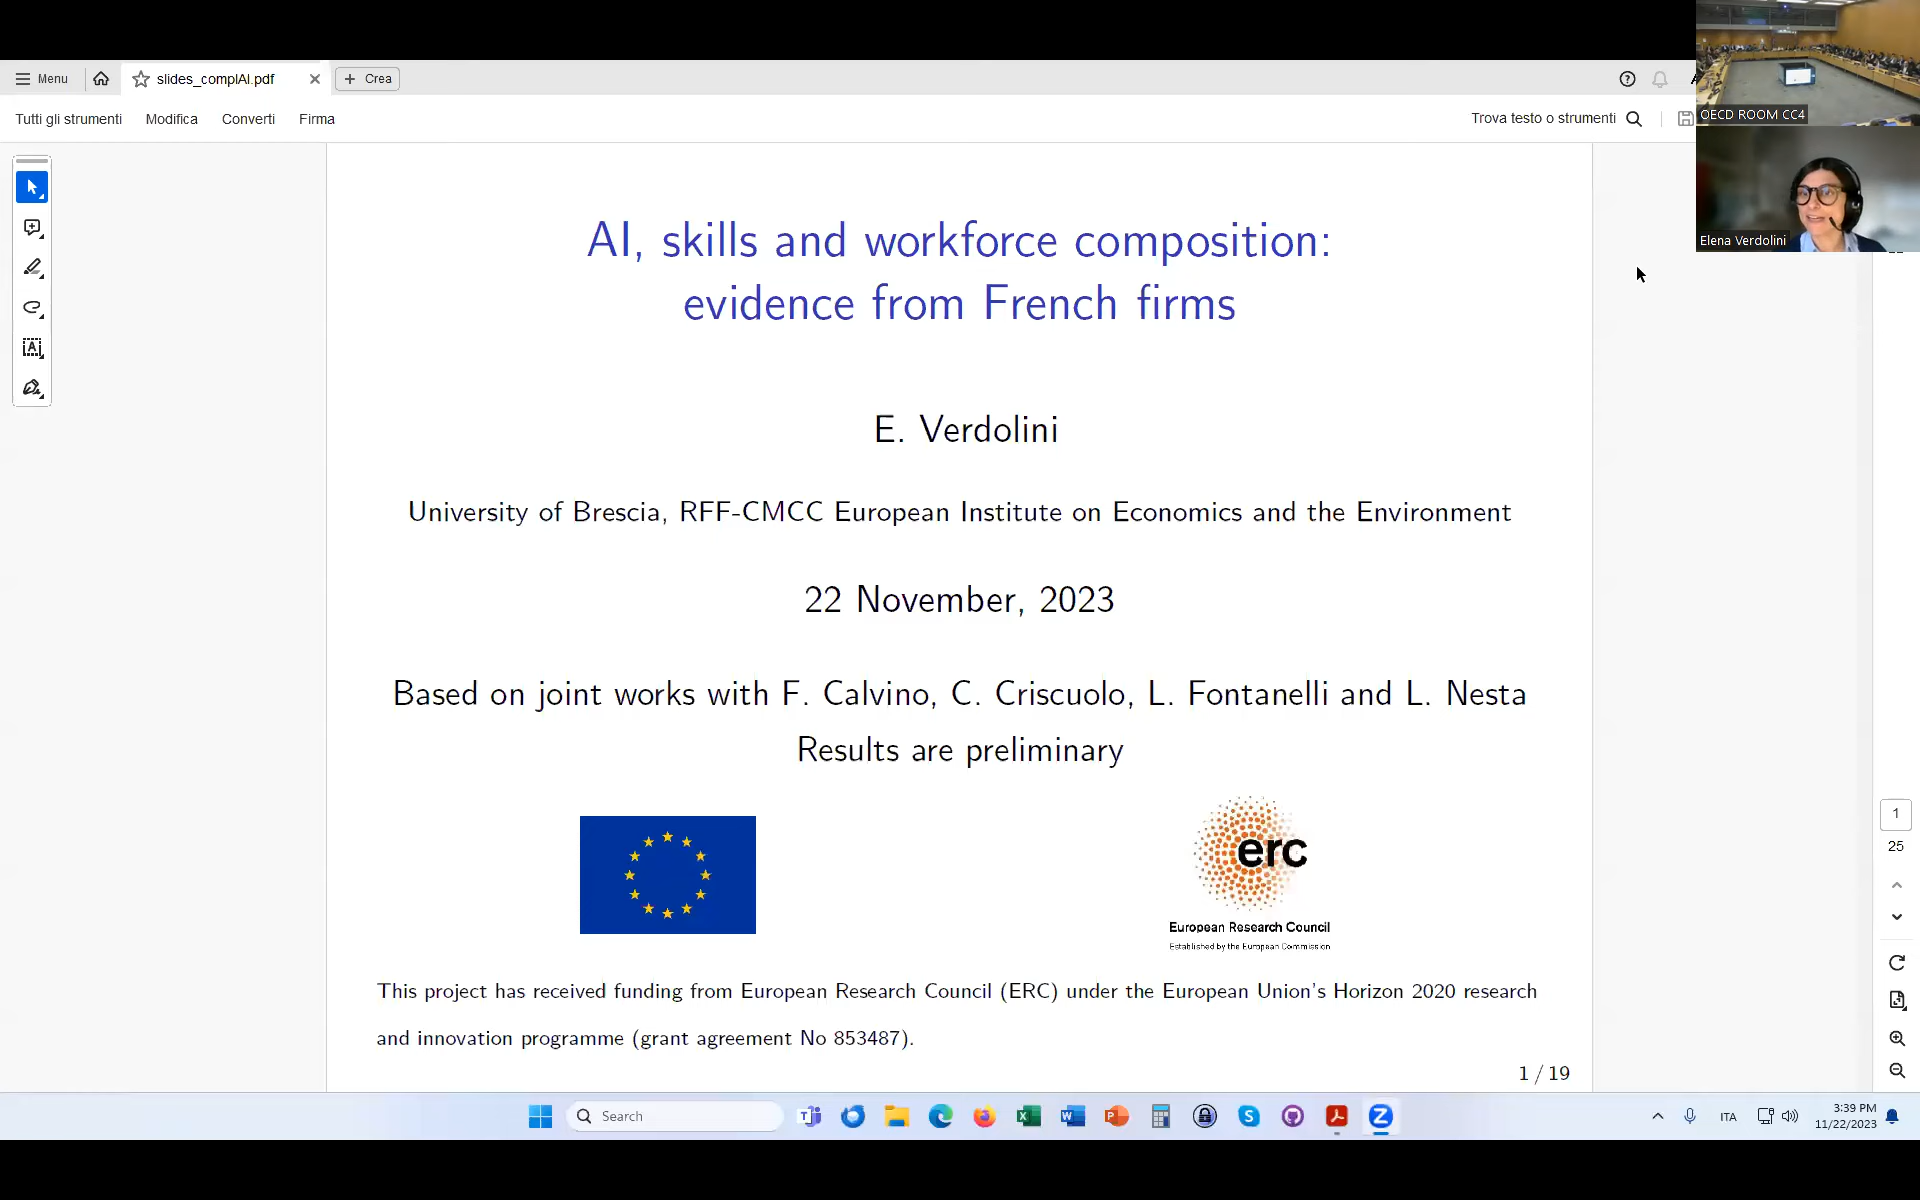 Menu
slides_complAI.pdf
Crea
Tutti gli strumenti
Modifica
Converti
Firma
Trova testo o strumenti
OECD ROOM CC4
Elena Verdolini
AI, skills and workforce composition:
evidence from French firms
E. Verdolini
University of Brescia, RFF-CMCC European Institute on Economics and the Environment
22 November, 2023
Based on joint works with F. Calvino, C. Criscuolo, L. Fontanelli and L. Nesta
Results are preliminary
erc
European Research Council
Established by the European Commission
This project has received funding from European Research Council (ERC) under the European Union's Horizon 2020 research
and innovation programme (grant agreement No 853487).
1 / 19
1
25
Search
ITA
3:39 PM
11/22/2023